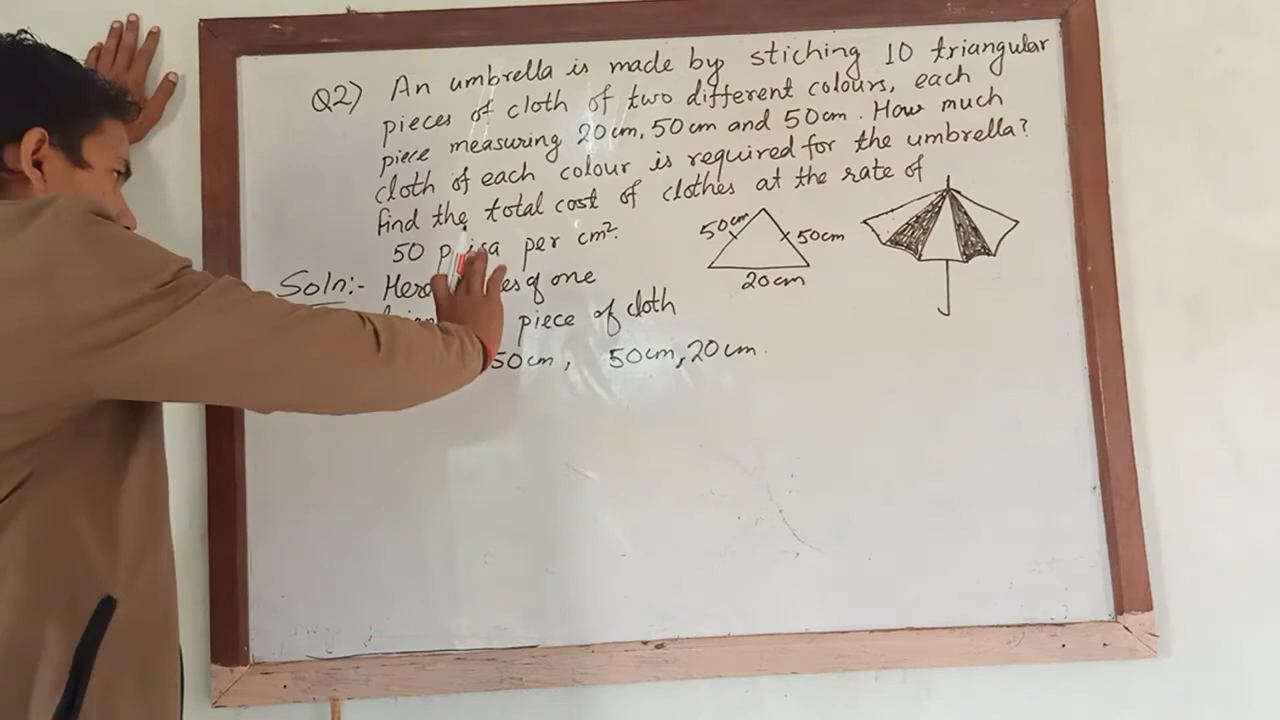 Q2) An umbrella is made by stiching 10 triangular
pieces of cloth of two different colours, each
piece measuring 20cm, 50cm and 50cm. How much
cloth of each colour is required for the umbrella?
Find the total cost of clothes at the rate of
50 per cm².
50cm 50cm
20cm
Soln:- of one
piece of cloth
50cm, 50cm, 20cm.